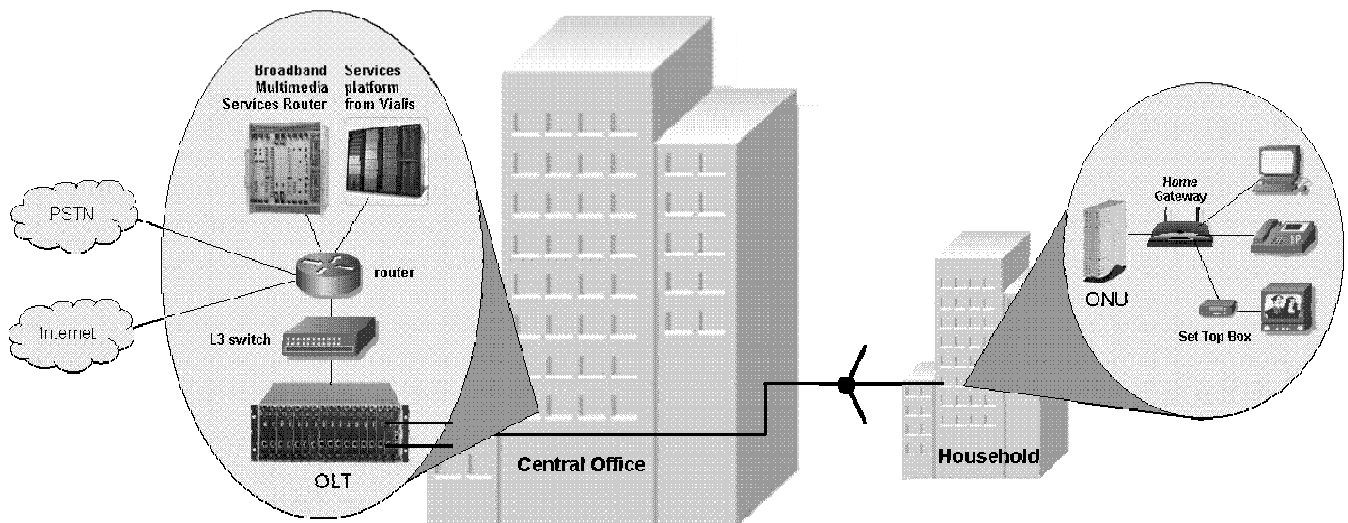 Broadband
Multimedia
Services Router
Services
platform
from Vialis
PSTN
router
Internet
L3 switch
OLT
Central Office
Household
Home
Gateway
IP
ONU
Set Top Box